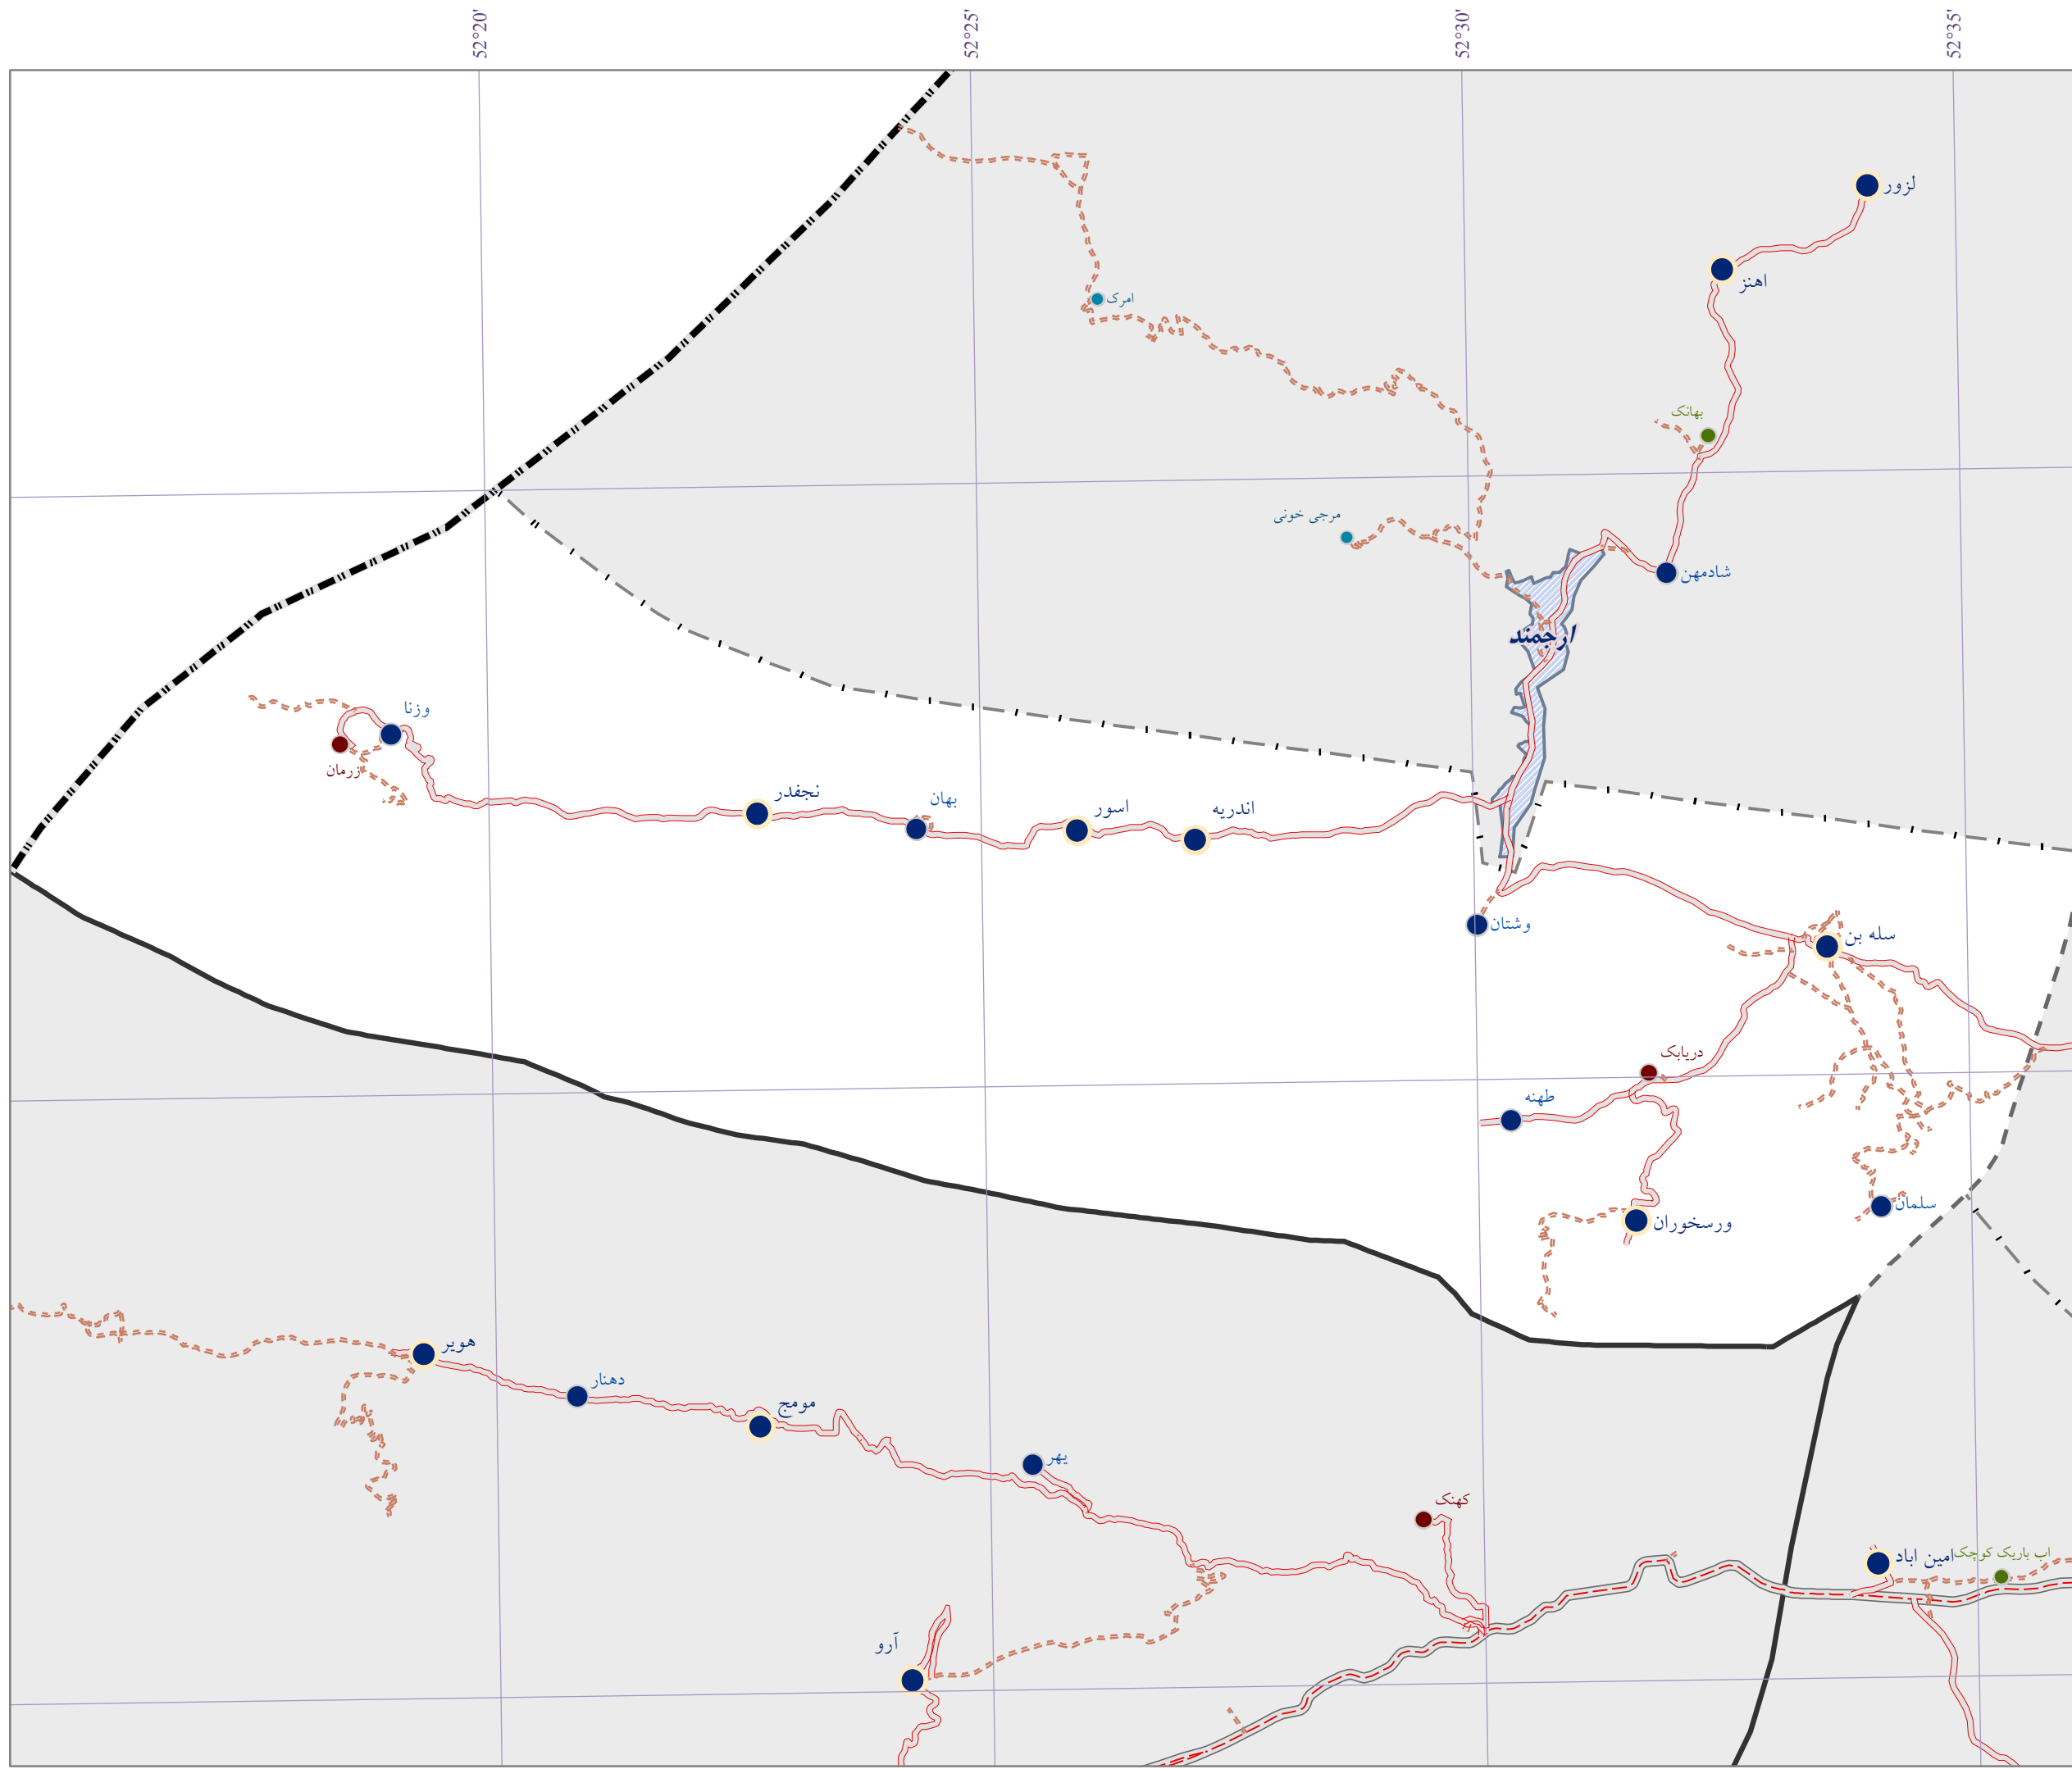 52°20'
52°25'
52°30'
52°35'
لزور
اهنز
امرک
بهانک
مرجی خونی
شادمهن
ارجمند
وزنا
زرمان
نجفدر
بهان
اسور
اندریه
وشتان
سله بن
دریابک
طهنه
سلمان
ورسخوران
هویر
دهنار
مومج
یهر
کهنک
امین اباد
اب باریک کوچک
آرو